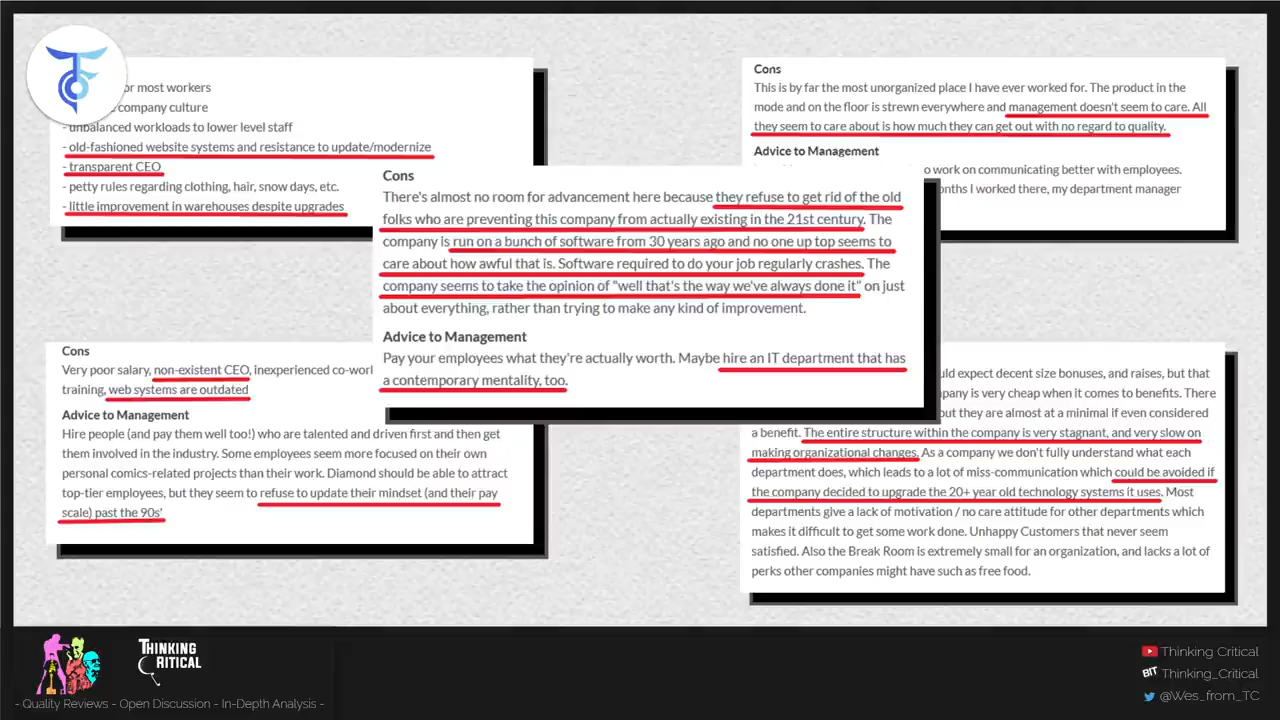 or most workers
company culture
- unbalanced workloads to lower level staff
- old-fashioned website systems and resistance to update/modernize
- transparent CEO
- petty rules regarding clothing, hair, snow days, etc.
- little improvement in warehouses despite upgrades
Cons
This is by far the most unorganized place I have ever worked for. The product in the
mode and on the floor is strewn everywhere and management doesn't seem to care. All
they seem to care about is how much they can get out with no regard to quality.
Advice to Management
o work on communicating better with employees.
onths I worked there, my department manager
Cons
There's almost no room for advancement here because they refuse to get rid of the old
folks who are preventing this company from actually existing in the 21st century. The
company is run on a bunch of software from 30 years ago and no one up top seems to
care about how awful that is. Software required to do your job regularly crashes. The
company seems to take the opinion of "well that's the way we've always done it" on just
about everything, rather than trying to make any kind of improvement.
Advice to Management
Pay your employees what they're actually worth. Maybe hire an IT department that has
a contemporary mentality, too.
Cons
Very poor salary, non-existent CEO, inexperienced co-worl
training, web systems are outdated
Advice to Management
Hire people (and pay them well too!) who are talented and driven first and then get
them involved in the industry. Some employees seem more focused on their own
personal comics-related projects than their work. Diamond should be able to attract
top-tier employees, but they seem to refuse to update their mindset (and their pay
scale) past the 90s'
uld expect decent size bonuses, and raises, but that
pany is very cheap when it comes to benefits. There
but they are almost at a minimal if even considered
a benefit. The entire structure within the company is very stagnant, and very slow on
making organizational changes. As a company we don't fully understand what each
department does, which leads to a lot of miss-communication which could be avoided if
the company decided to upgrade the 20+ year old technology systems it uses. Most
departments give a lack of motivation / no care attitude for other departments which
makes it difficult to get some work done. Unhappy Customers that never seem
satisfied. Also the Break Room is extremely small for an organization, and lacks a lot of
perks other companies might have such as free food.
THINKING
CRITICAL
- Quality Reviews - Open Discussion - In-Depth Analysis -
Thinking Critical
BIT Thinking_Critical
@Wes_from_TC